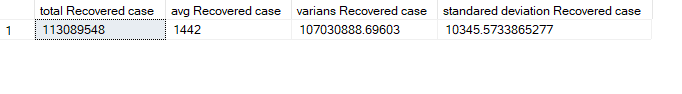 total Recovered case avg Recovered case varians Recovered case standared deviation Recovered case
1 113089548 1442 107030888.69603 10345.5733865277